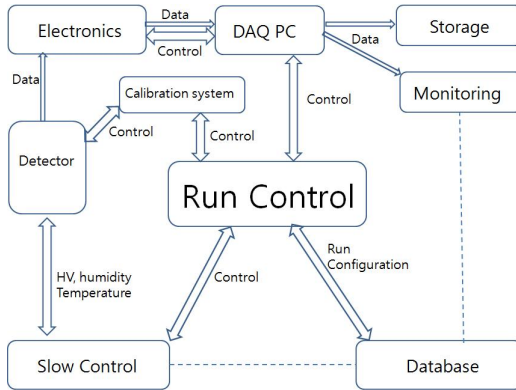 Electronics
Data
Control
DAQ PC
Storage
Data
Data
Monitoring
Calibration system
Control
Control
Control
Detector
Run Control
HV, humidity
Temperature
Control
Run
Configuration
Slow Control
Database